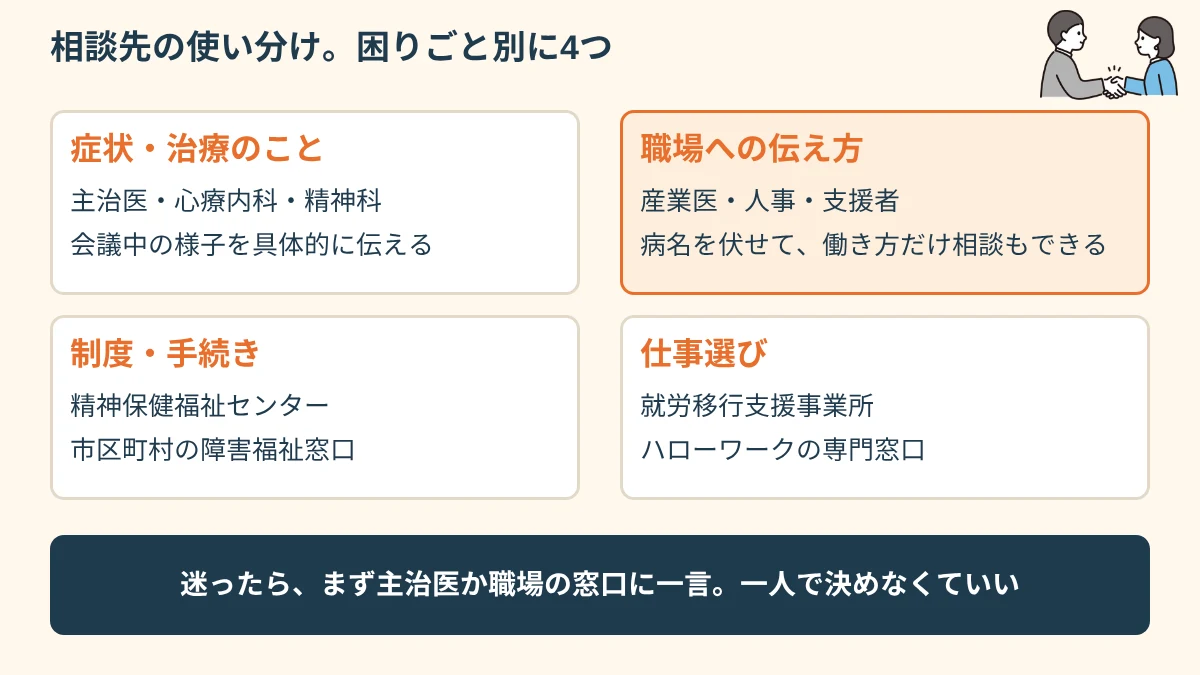 相談先の使い分け。困りごと別に4つ
症状・治療のこと
主治医・心療内科・精神科
会議中の様子を具体的に伝える
職場への伝え方
産業医・人事・支援者
病名を伏せて、働き方だけ相談もできる
制度・手続き
精神保健福祉センター
市区町村の障害福祉窓口
仕事選び
就労移行支援事業所
ハローワークの専門窓口
迷ったら、まず主治医か職場の窓口に一言。一人で決めなくていい